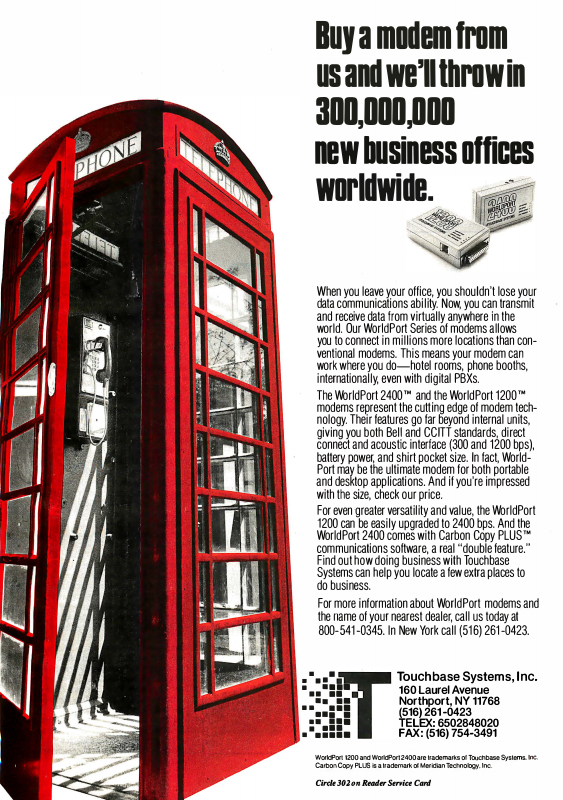 Buy a modem from
us and we'll throw in
300,000,000
new business offices
worldwide.
PHONE
TELEPHONE
2400
WORLDPORT
2400
When you leave your office, you shouldn't lose your
data communications ability. Now, you can transmit
and receive data from virtually anywhere in the
world. Our WorldPort Series of modems allows
you to connect in millions more locations than con-
ventional modems. This means your modem can
work where you do—hotel rooms, phone booths,
internationally, even with digital PBXs.
The WorldPort 2400™ and the WorldPort 1200™
modems represent the cutting edge of modem tech-
nology. Their features go far beyond internal units,
giving you both Bell and CCITT standards, direct
connect and acoustic interface (300 and 1200 bps),
battery power, and shirt pocket size. In fact, World-
Port may be the ultimate modem for both portable
and desktop applications. And if you're impressed
with the size, check our price.
For even greater versatility and value, the WorldPort
1200 can be easily upgraded to 2400 bps. And the
WorldPort 2400 comes with Carbon Copy PLUS™
communications software, a real "double feature."
Find out how doing business with Touchbase
Systems can help you locate a few extra places to
do business.
For more information about WorldPort modems and
the name of your nearest dealer, call us today at
800-541-0345. In New York call (516) 261-0423.
T
Touchbase Systems, Inc.
160 Laurel Avenue
Northport, NY 11768
(516) 261-0423
TELEX: 6502848020
FAX: (516) 754-3491
WorldPort 1200 and WorldPort 2400 are trademarks of Touchbase Systems, Inc.
Carbon Copy PLUS is a trademark of Meridian Technology, Inc.
Circle 302 on Reader Service Card